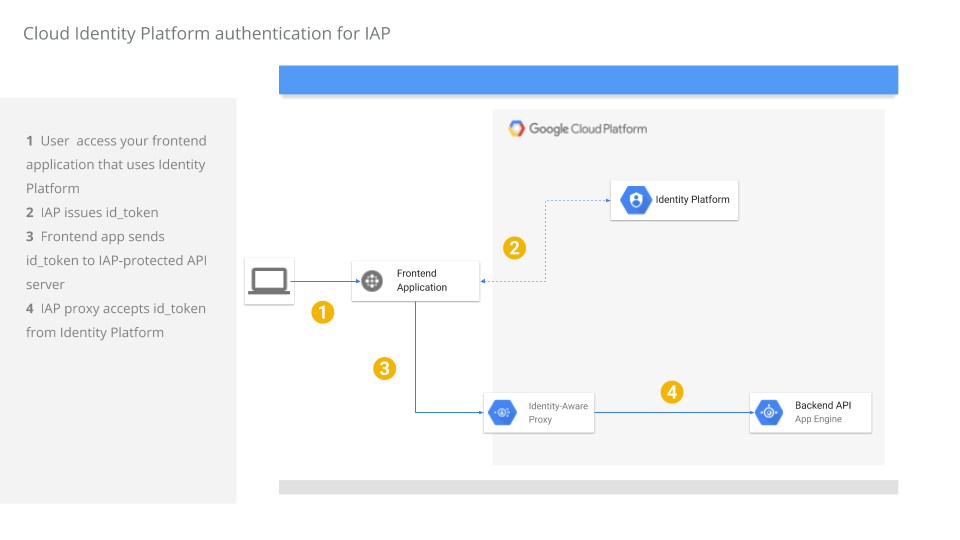 Cloud Identity Platform authentication for IAP
1 User access your frontend
application that uses Identity
Platform
2 IAP issues id_token
3 Frontend app sends
id_token to IAP-protected API
server
4 IAP proxy accepts id_token
from Identity Platform
Google Cloud Platform
Identity Platform
2
Frontend
Application
1
3
4
Identity-Aware
Proxy
Backend API
App Engine